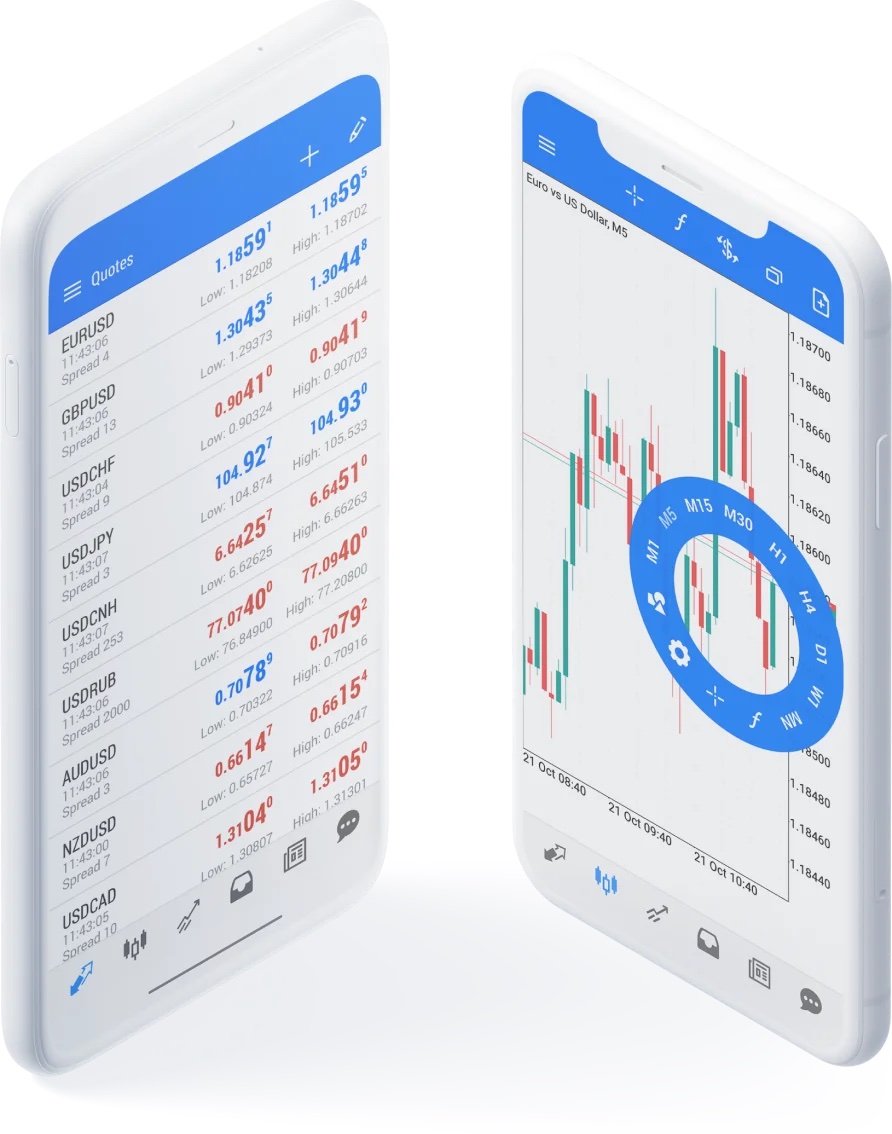 Quotes
EURUSD 1.18591 1.18595
11:43:06
Spread 4 Low: 1.18208 High: 1.18702
GBPUSD 1.30435 1.30448
11:43:06
Spread 13 Low: 1.29373 High: 1.30644
USDCHF 0.90410 0.90419
11:43:04
Spread 9 Low: 0.90324 High: 0.90703
USDJPY 104.927 104.930
11:43:07
Spread 3 Low: 104.874 High: 105.533
USDCNH 6.64257 6.64510
11:43:07
Spread 253 Low: 6.62625 High: 6.66263
USDRUB 77.07400 77.09400
11:43:06
Spread 2000 Low: 76.84900 High: 77.20800
AUDUSD 0.70789 0.70792
11:43:06
Spread 3 Low: 0.70322 High: 0.70916
NZDUSD 0.66147 0.66154
11:43:00
Spread 7 Low: 0.65727 High: 0.66247
USDCAD 1.31040 1.31050
11:43:05
Spread 10 Low: 1.30807 High: 1.31301
Euro vs US Dollar, M5
1.18700
1.18680
1.18660
1.18640
1.18620
1.18600
M1 M5 M15 M30 H1 H4 D1 W1 MN
8500
1.18480
1.18460
1.18440
21 Oct 08:40 21 Oct 09:40 21 Oct 10:40